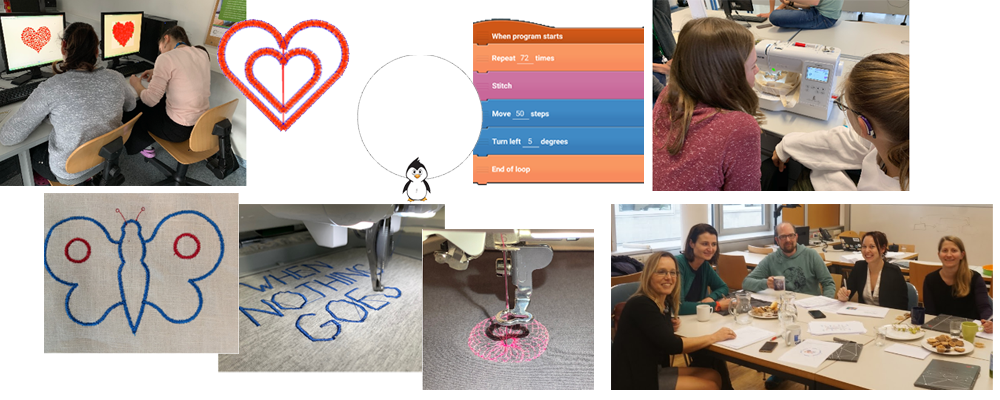 When program starts
Repeat 72 times
Stitch
Move 50 steps
Turn left 5 degrees
End of loop
WHEN
NOTHING
GOES